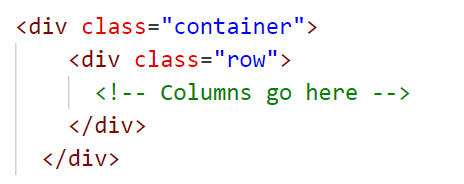 <div class="container">
    <div class="row">
      <!-- Columns go here -->
    </div>
  </div>